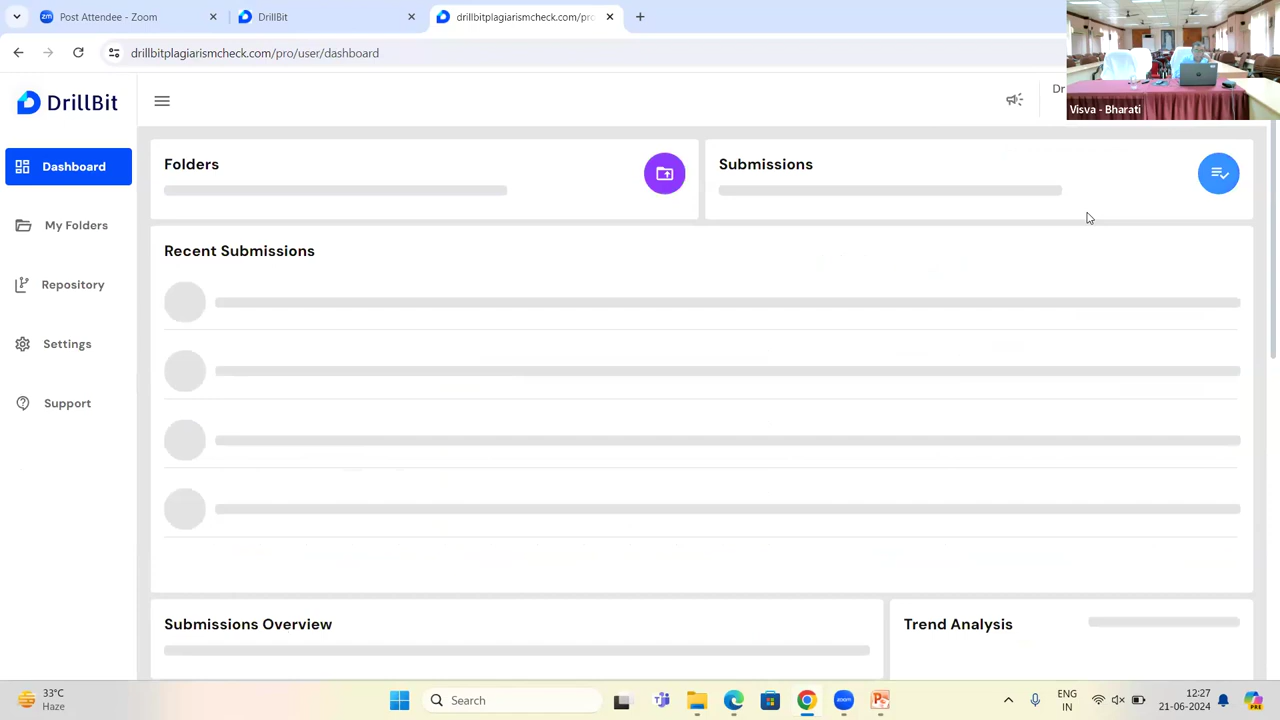 Post Attendee - Zoom
DrillBit
drillbitplagiarismcheck.com/pro
drillbitplagiarismcheck.com/pro/user/dashboard
DrillBit
Dr
Visva - Bharati
Dashboard
My Folders
Repository
Settings
Support
Folders
Submissions
Recent Submissions
Submissions Overview
Trend Analysis
33°C
Haze
Search
ENG
IN
12:27
21-06-2024